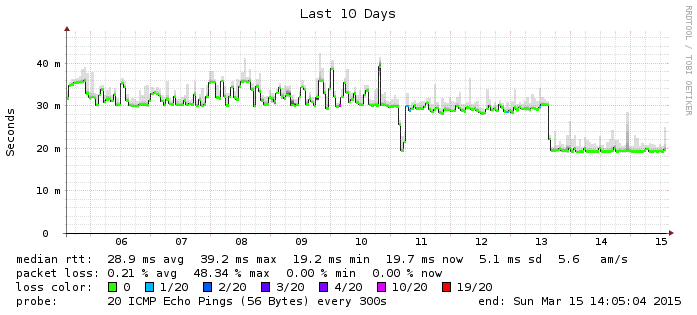 Last 10 Days
RRDTOOL / TOBI OETIKER
Seconds
40 m
30 m
20 m
10 m
0
06 07 08 09 10 11 12 13 14 15
median rtt: 28.9 ms avg 39.2 ms max 19.2 ms min 19.7 ms now 5.1 ms sd 5.6 am/s
packet loss: 0.21 % avg 48.34 % max 0.00 % min 0.00 % now
loss color: 0 1/20 2/20 3/20 4/20 10/20 19/20
probe: 20 ICMP Echo Pings (56 Bytes) every 300s end: Sun Mar 15 14:05:04 2015